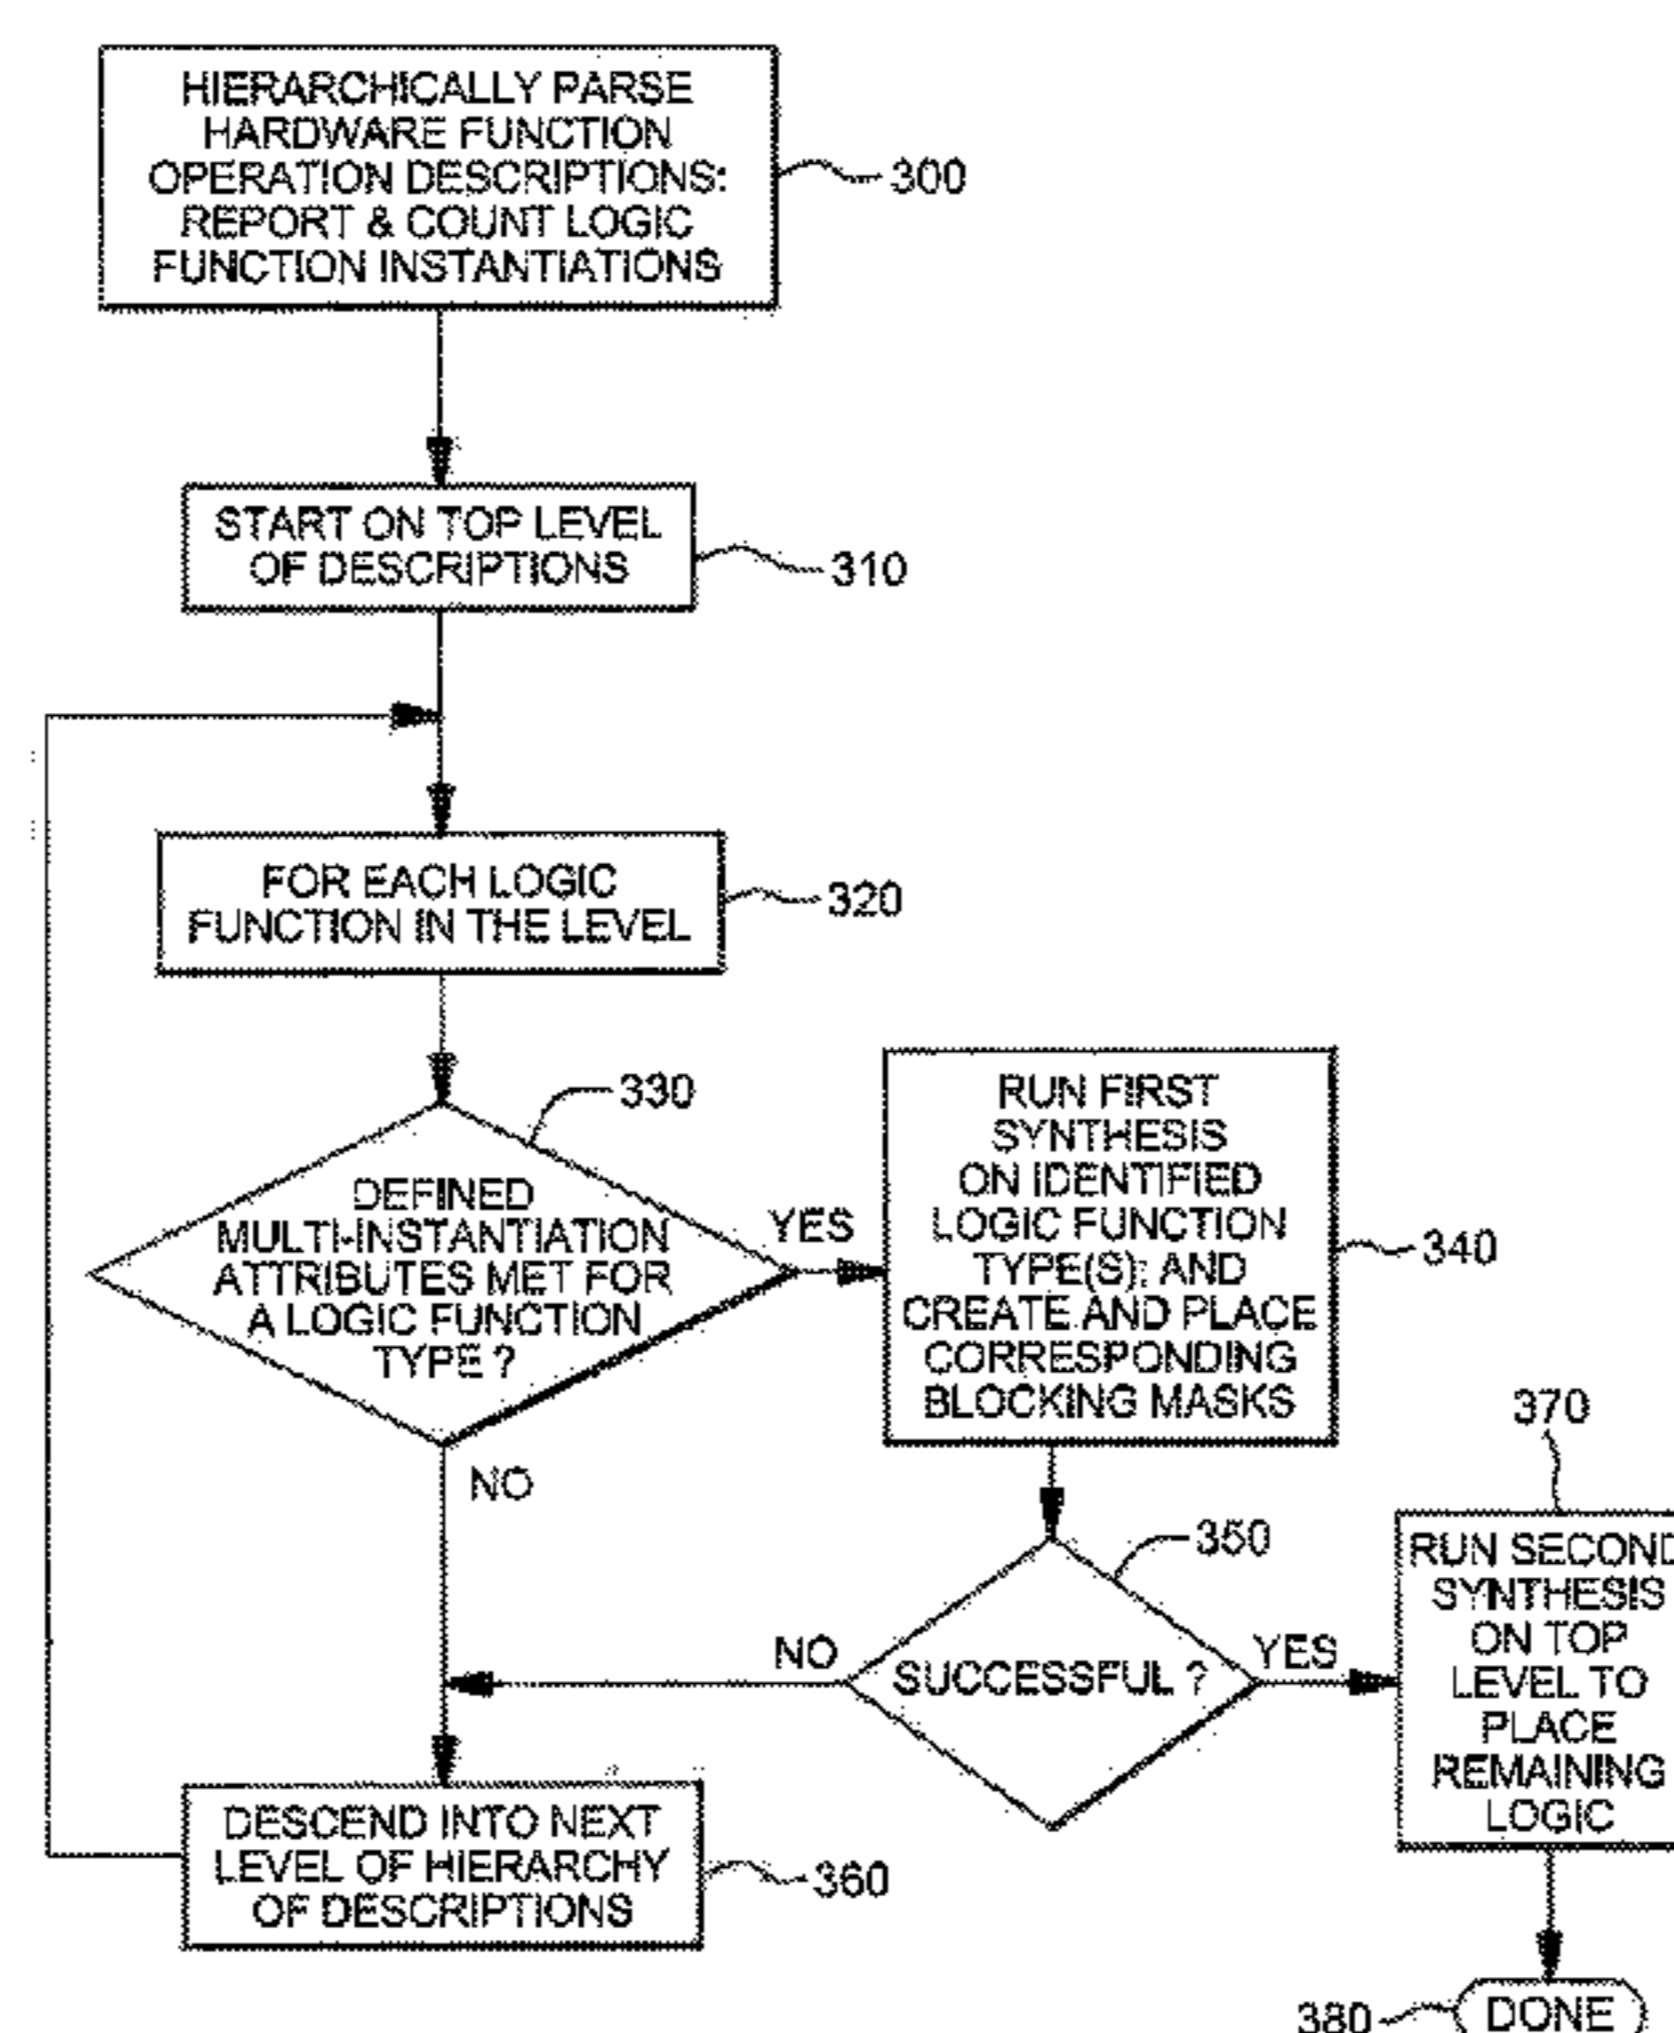 HIERARCHICALLY PARSE
HARDWARE FUNCTION
OPERATION DESCRIPTIONS:
REPORT & COUNT LOGIC
FUNCTION INSTANTIATIONS
300
START ON TOP LEVEL
OF DESCRIPTIONS
310
FOR EACH LOGIC
FUNCTION IN THE LEVEL
320
330
DEFINED
MULTI-INSTANTIATION
ATTRIBUTES MET FOR
A LOGIC FUNCTION
TYPE ?
YES
NO
RUN FIRST
SYNTHESIS
ON IDENTIFIED
LOGIC FUNCTION
TYPE(S); AND
CREATE AND PLACE
CORRESPONDING
BLOCKING MASKS
340
350
SUCCESSFUL ?
NO
YES
370
RUN SECOND
SYNTHESIS
ON TOP
LEVEL TO
PLACE
REMAINING
LOGIC
DESCEND INTO NEXT
LEVEL OF HIERARCHY
OF DESCRIPTIONS
360
380
DONE